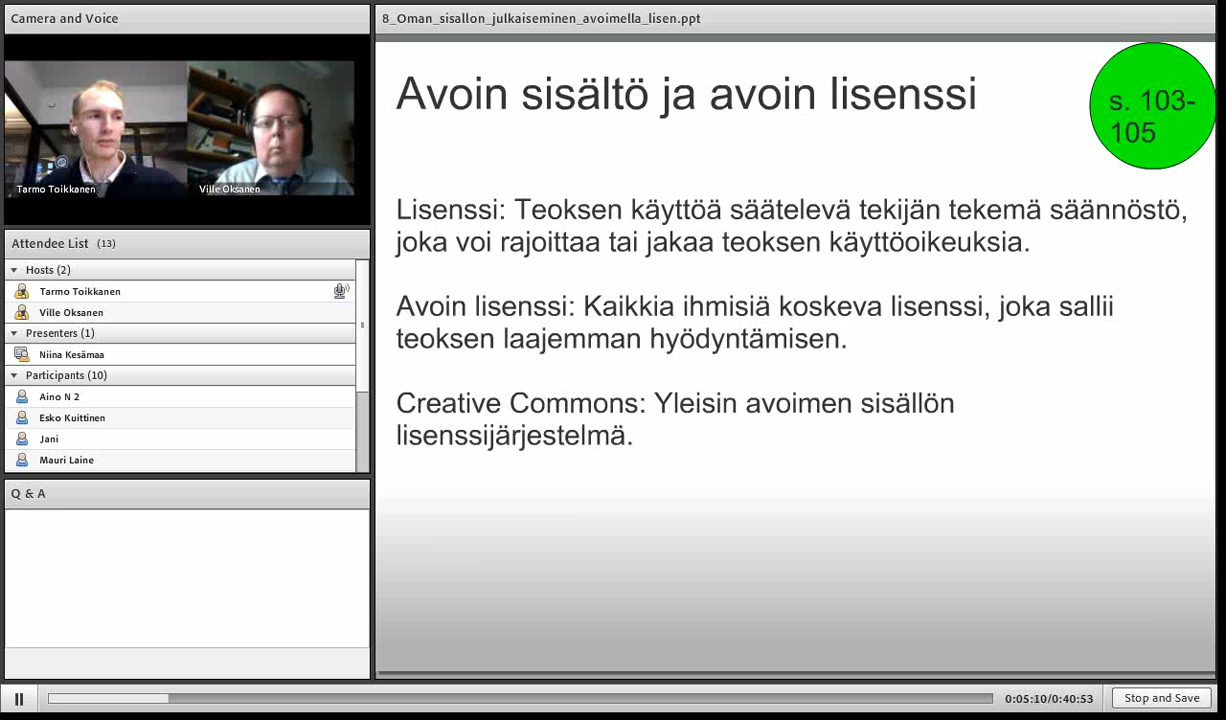 Camera and Voice
Tarmo Toikkanen
Ville Oksanen
Attendee List (13)
Hosts (2)
Tarmo Toikkanen
Ville Oksanen
Presenters (1)
Niina Kesämaa
Participants (10)
Aino N 2
Esko Kuittinen
Jani
Mauri Laine
Q & A
8_Oman_sisallon_julkaiseminen_avoimella_lisen.ppt
Avoin sisältö ja avoin lisenssi
s. 103-
105
Lisenssi: Teoksen käyttöä säätelevä tekijän tekemä säännöstö,
joka voi rajoittaa tai jakaa teoksen käyttöoikeuksia.
Avoin lisenssi: Kaikkia ihmisiä koskeva lisenssi, joka sallii
teoksen laajemman hyödyntämisen.
Creative Commons: Yleisin avoimen sisällön
lisenssijärjestelmä.
0:05:10/0:40:53
Stop and Save